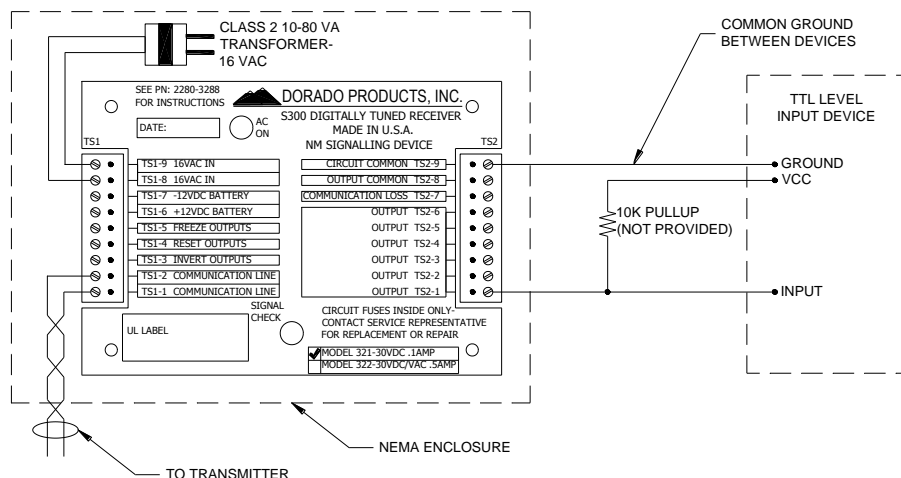 CLASS 2 10-80 VA
TRANSFORMER-
16 VAC
COMMON GROUND
BETWEEN DEVICES
SEE PN: 2280-3288
FOR INSTRUCTIONS
DORADO PRODUCTS, INC.
S300 DIGITALLY TUNED RECEIVER
MADE IN U.S.A.
NM SIGNALLING DEVICE
DATE:
AC
ON
TS1
TS2
TS1-9 16VAC IN
TS1-8 16VAC IN
TS1-7 -12VDC BATTERY
TS1-6 +12VDC BATTERY
TS1-5 FREEZE OUTPUTS
TS1-4 RESET OUTPUTS
TS1-3 INVERT OUTPUTS
TS1-2 COMMUNICATION LINE
TS1-1 COMMUNICATION LINE
CIRCUIT COMMON TS2-9
OUTPUT COMMON TS2-8
COMMUNICATION LOSS TS2-7
OUTPUT TS2-6
OUTPUT TS2-5
OUTPUT TS2-4
OUTPUT TS2-3
OUTPUT TS2-2
OUTPUT TS2-1
TTL LEVEL
INPUT DEVICE
GROUND
VCC
10K PULLUP
(NOT PROVIDED)
INPUT
UL LABEL
SIGNAL
CHECK
CIRCUIT FUSES INSIDE ONLY-
CONTACT SERVICE REPRESENTATIVE
FOR REPLACEMENT OR REPAIR
MODEL 321-30VDC .1AMP
MODEL 322-30VDC/VAC .5AMP
NEMA ENCLOSURE
TO TRANSMITTER